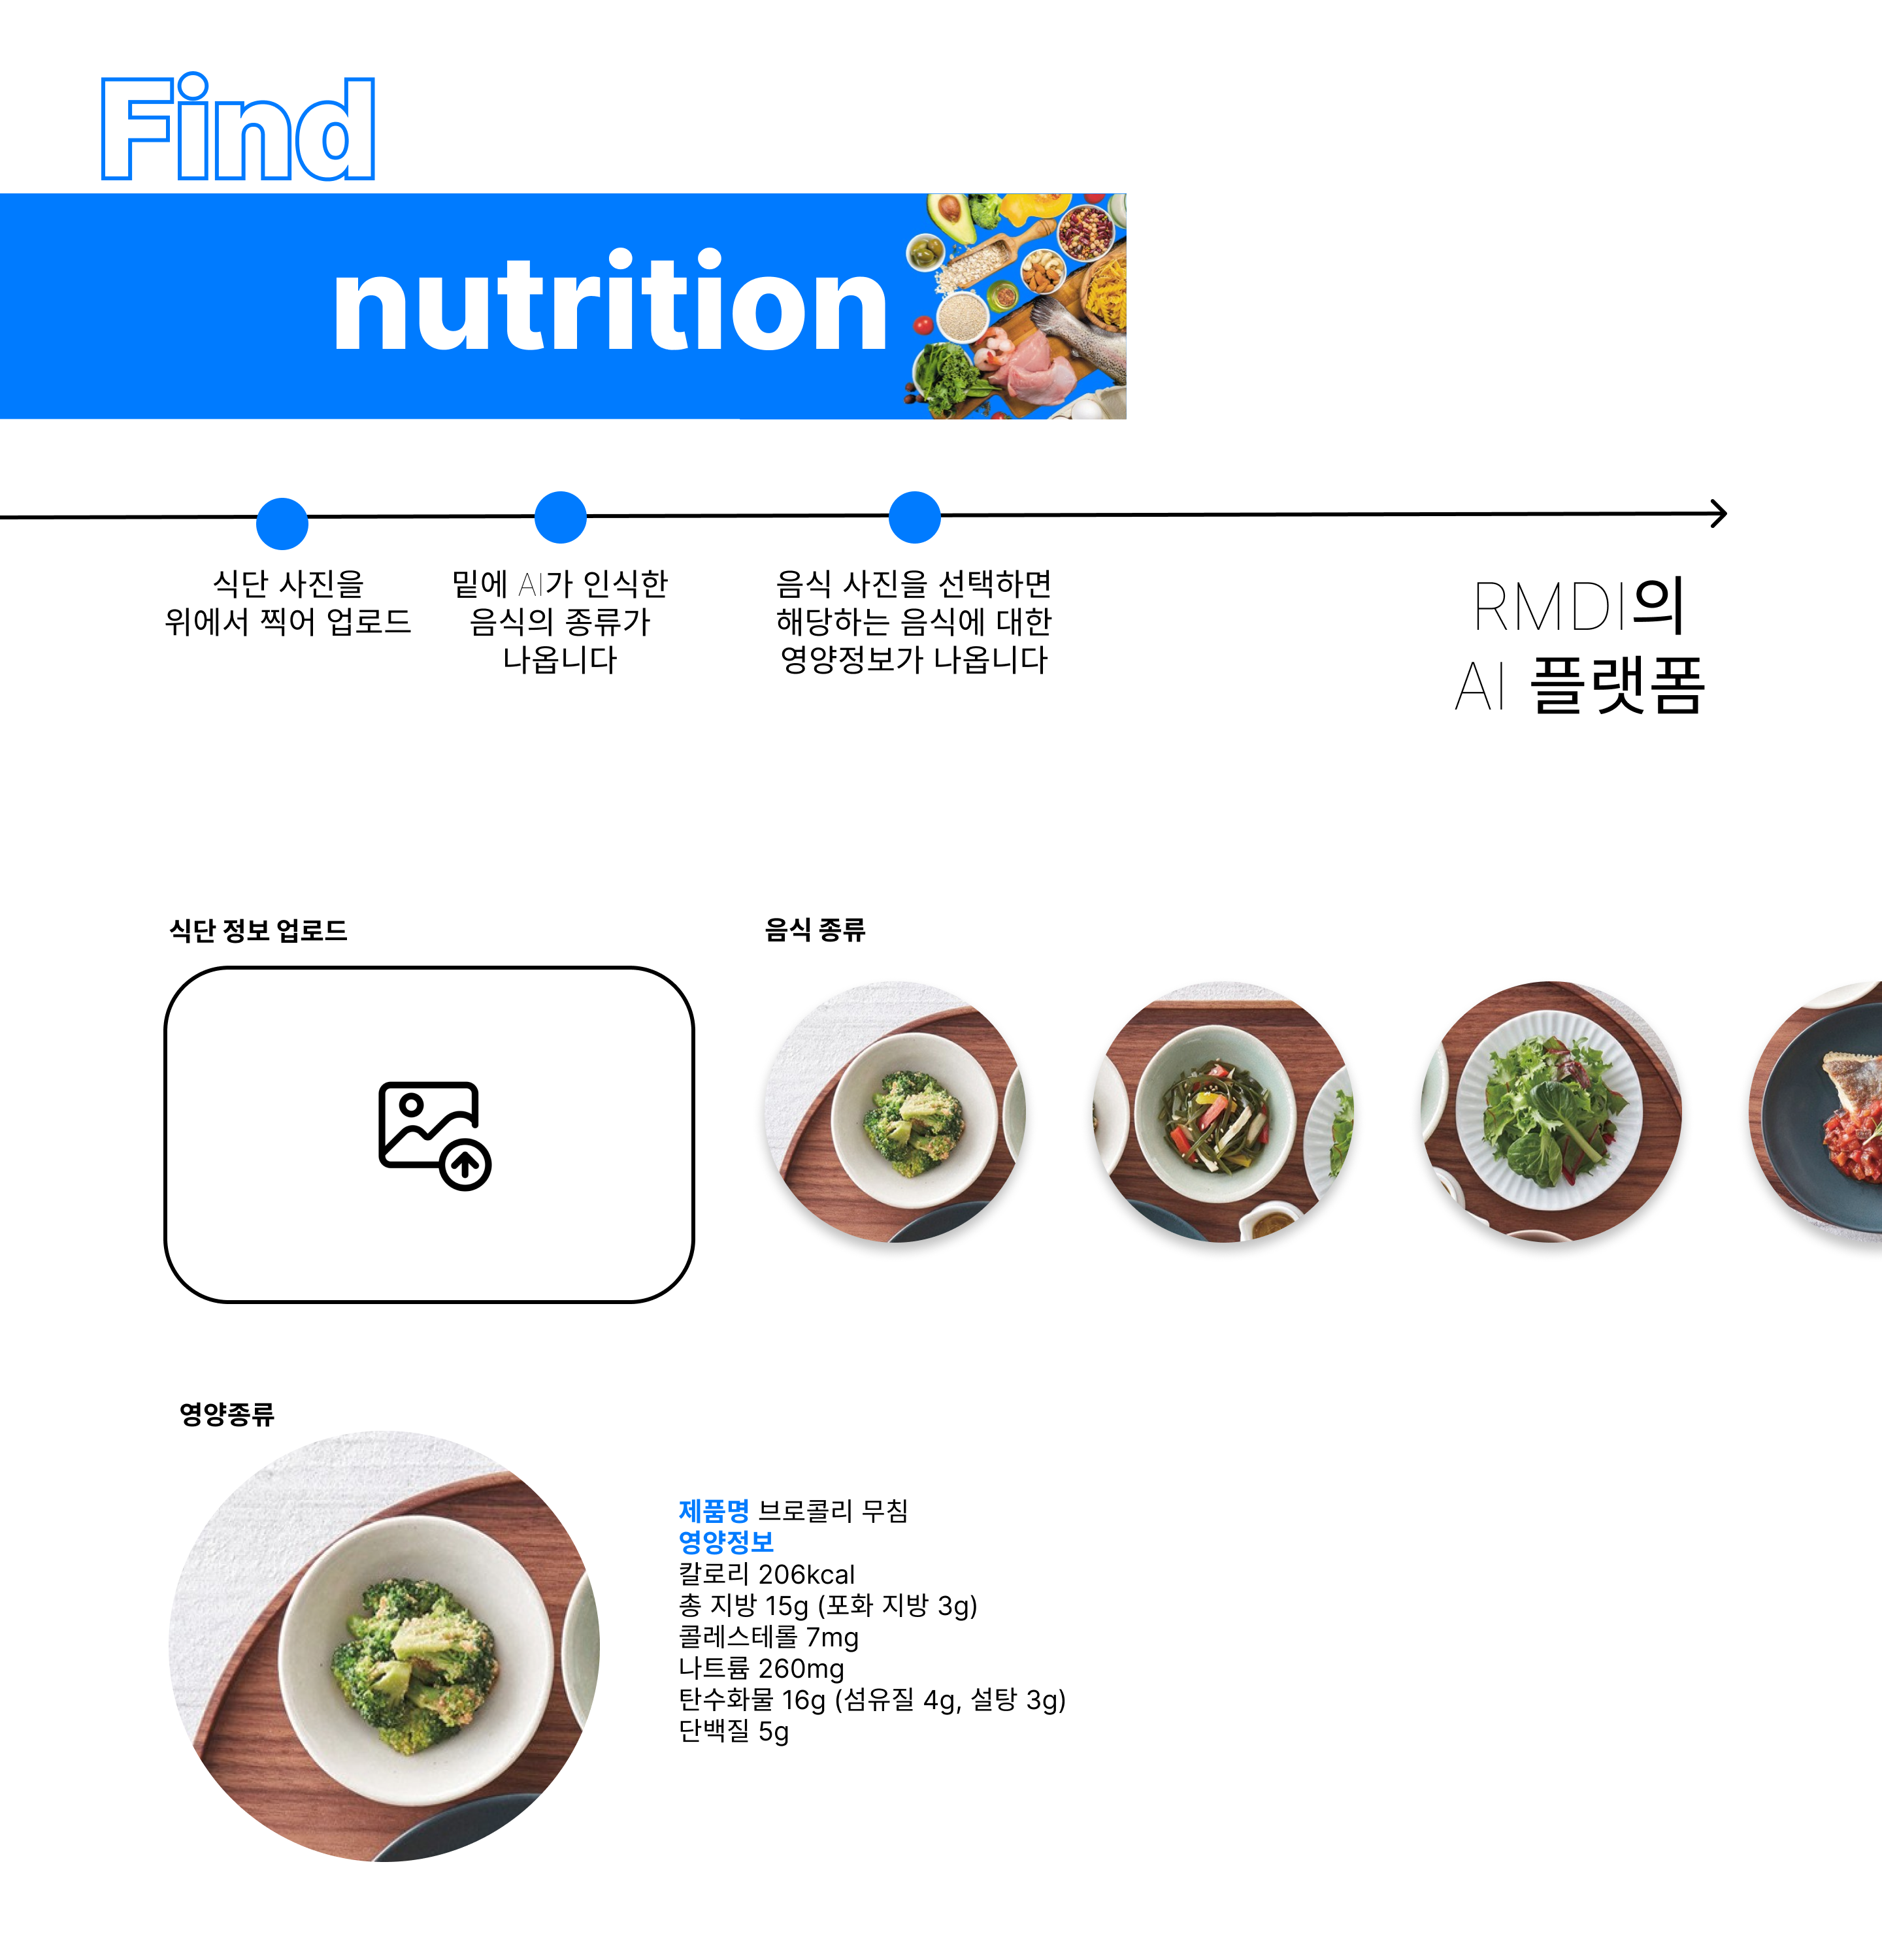 Find
nutrition
식단 사진을
위에서 찍어 업로드
밑에 AI가 인식한
음식의 종류가
나옵니다
음식 사진을 선택하면
해당하는 음식에 대한
영양정보가 나옵니다
RMDI의
AI 플랫폼
식단 정보 업로드
음식 종류
영양종류
제품명 브로콜리 무침
영양정보
칼로리 206kcal
총 지방 15g (포화 지방 3g)
콜레스테롤 7mg
나트륨 260mg
탄수화물 16g (섬유질 4g, 설탕 3g)
단백질 5g